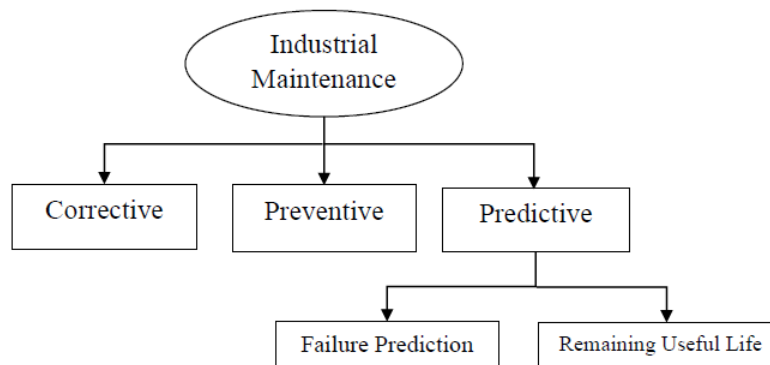 Industrial
Maintenance
Corrective
Preventive
Predictive
Failure Prediction
Remaining Useful Life